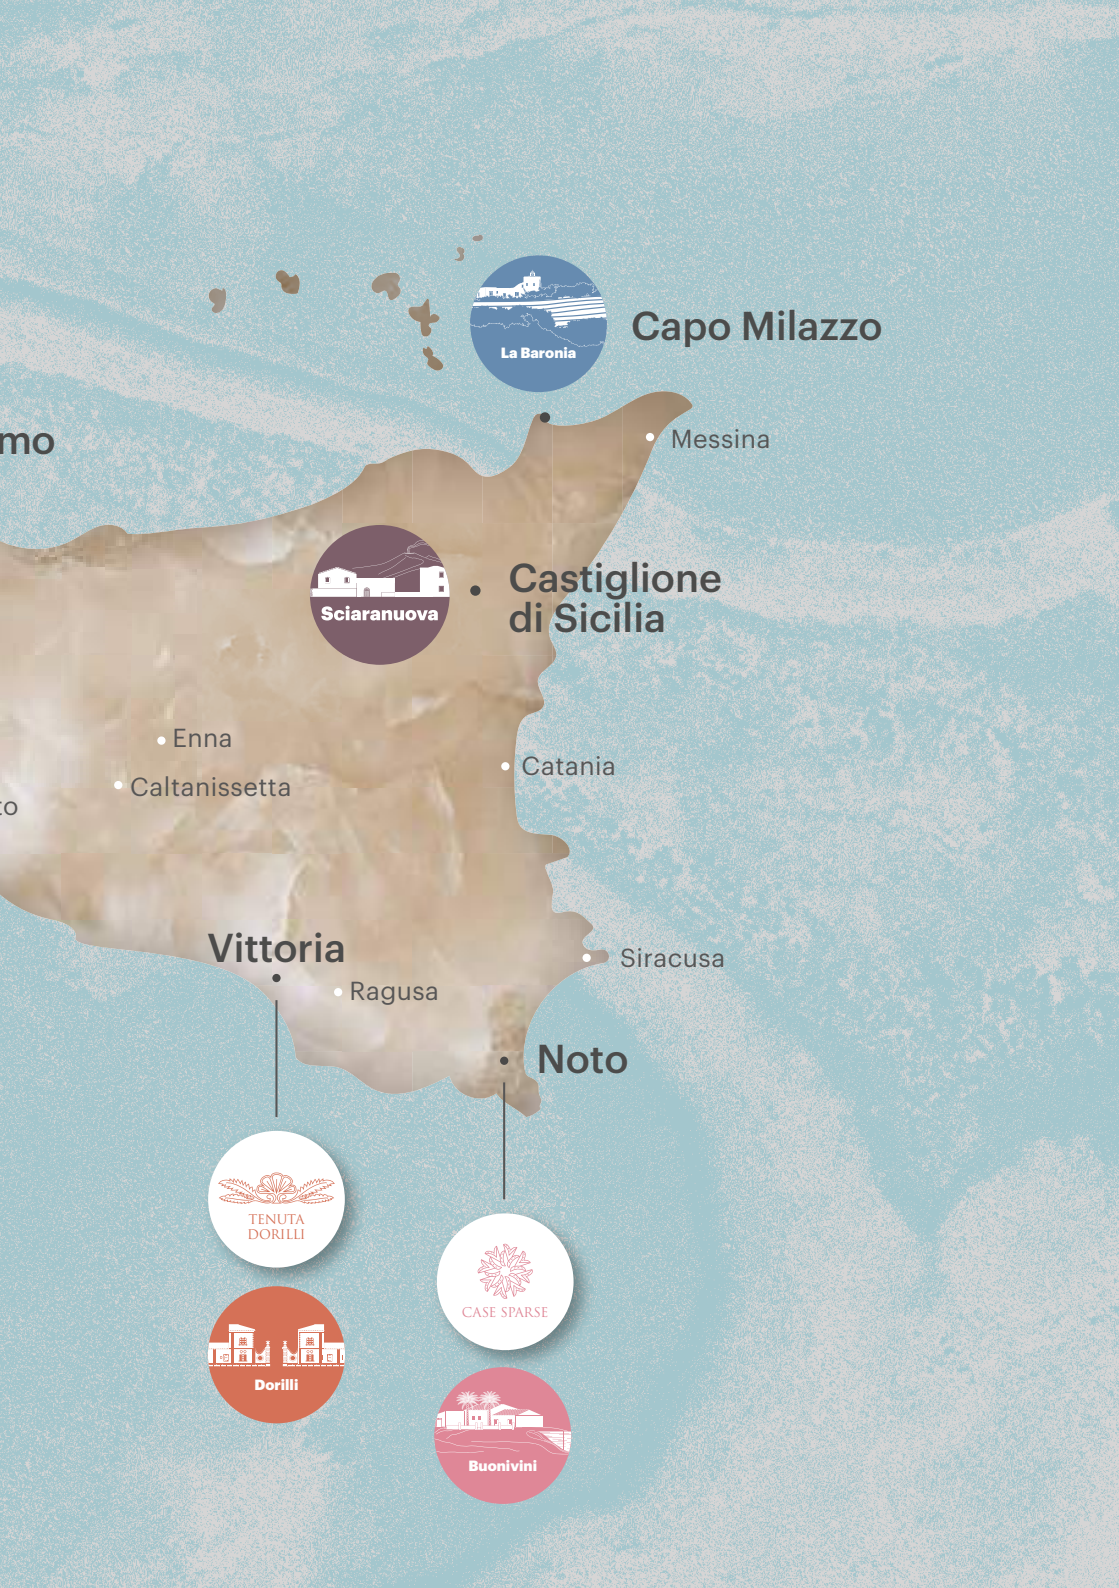 La Baronia
Capo Milazzo
mo
Messina
Castiglione
di Sicilia
Sciaranuova
Enna
Catania
Caltanissetta
to
Vittoria
Siracusa
Ragusa
Noto
TENUTA
DORILLI
CASE SPARSE
Dorilli
Buonivini